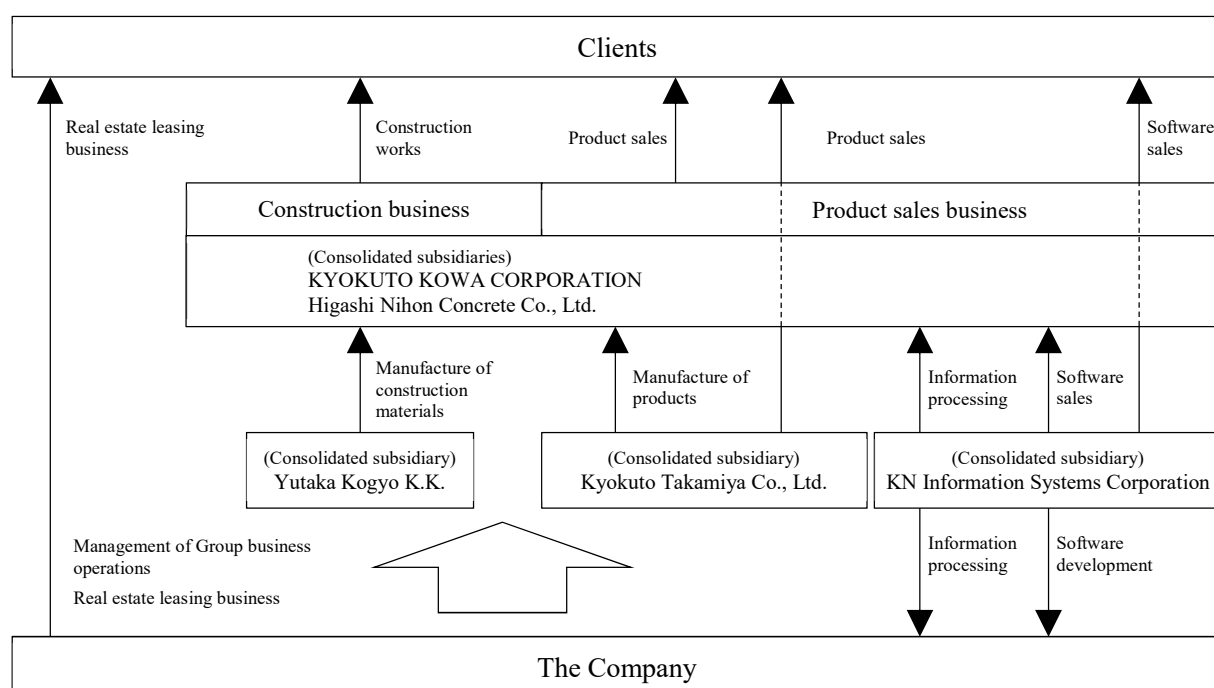 Clients
Real estate leasing
business
Construction
works
Product sales
Product sales
Software
sales
Construction business
Product sales business
(Consolidated subsidiaries)
KYOKUTO KOWA CORPORATION
Higashi Nihon Concrete Co., Ltd.
Manufacture of
construction
materials
Manufacture of
products
Information
processing
Software
sales
(Consolidated subsidiary)
Yutaka Kogyo K.K.
(Consolidated subsidiary)
Kyokuto Takamiya Co., Ltd.
(Consolidated subsidiary)
KN Information Systems Corporation
Management of Group business
operations
Real estate leasing business
Information
processing
Software
development
The Company